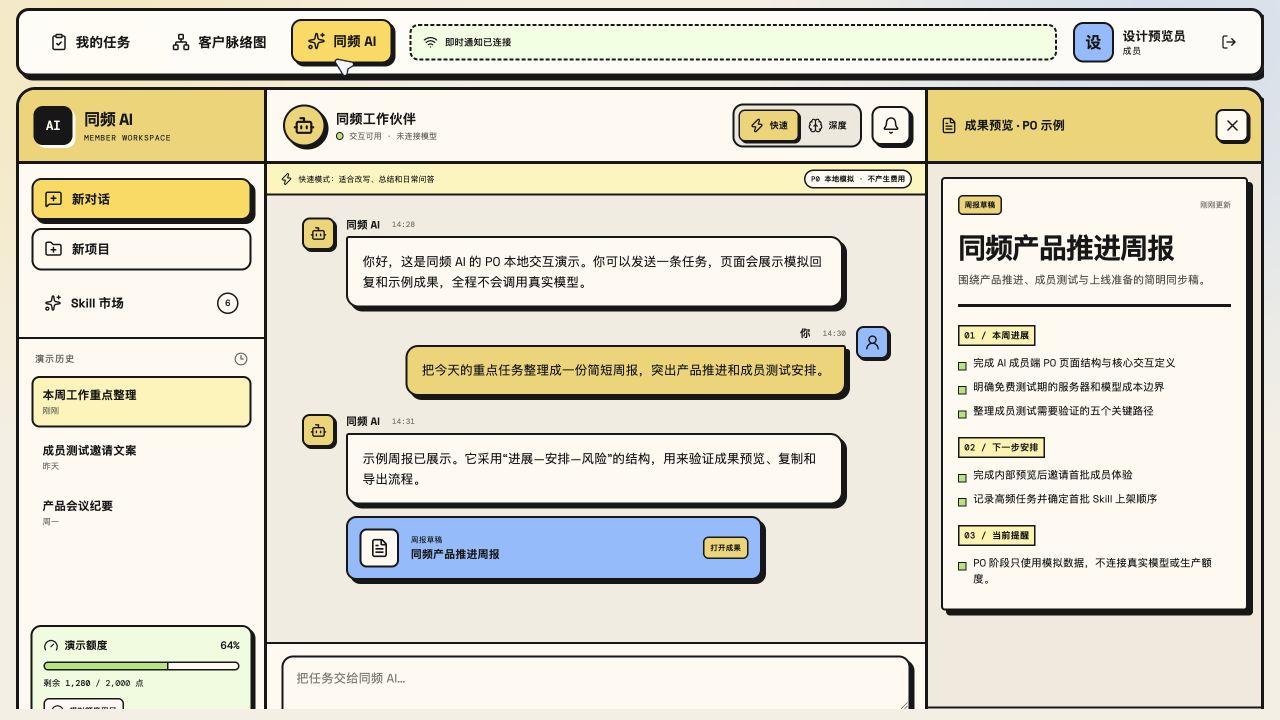 我的任务
客户脉络图
同频 AI
即时通知已连接
设
设计预览员
成员
AI
同频 AI
MEMBER WORKSPACE
新对话
新项目
Skill 市场
6
演示历史
本周工作重点整理
刚刚
成员测试邀请文案
昨天
产品会议纪要
周一
演示额度
64%
剩余 1,280 / 2,000 点
同频工作伙伴
交互可用 · 未连接模型
快速
深度
快速模式：适合改写、总结和日常问答
P0 本地模拟 · 不产生费用
同频 AI 14:28
你好，这是同频 AI 的 P0 本地交互演示。你可以发送一条任务，页面会展示模拟回
复和示例成果，全程不会调用真实模型。
你 14:30
把今天的重点任务整理成一份简短周报，突出产品推进和成员测试安排。
同频 AI 14:31
示例周报已展示。它采用“进展—安排—风险”的结构，用来验证成果预览、复制和
导出流程。
周报草稿
同频产品推进周报
打开成果
把任务交给同频 AI…
成果预览 · P0 示例
周报草稿
刚刚更新
同频产品推进周报
围绕产品推进、成员测试与上线准备的简明同步稿。
01 / 本周进展
完成 AI 成员端 P0 页面结构与核心交互定义
明确免费测试期的服务器和模型成本边界
整理成员测试需要验证的五个关键路径
02 / 下一步安排
完成内部预览后邀请首批成员体验
记录高频任务并确定首批 Skill 上架顺序
03 / 当前提醒
P0 阶段只使用模拟数据，不连接真实模型或生产额
度。